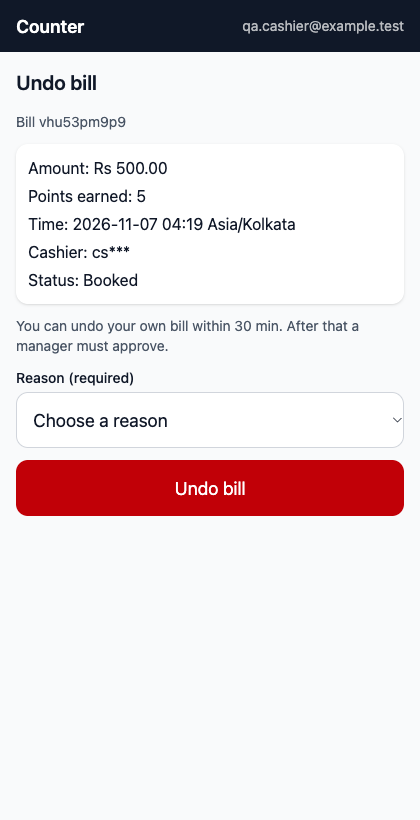 Counter
qa.cashier@example.test
Undo bill
Bill vhu53pm9p9
Amount: Rs 500.00
Points earned: 5
Time: 2026-11-07 04:19 Asia/Kolkata
Cashier: cs***
Status: Booked
You can undo your own bill within 30 min. After that a
manager must approve.
Reason (required)
Choose a reason
Undo bill